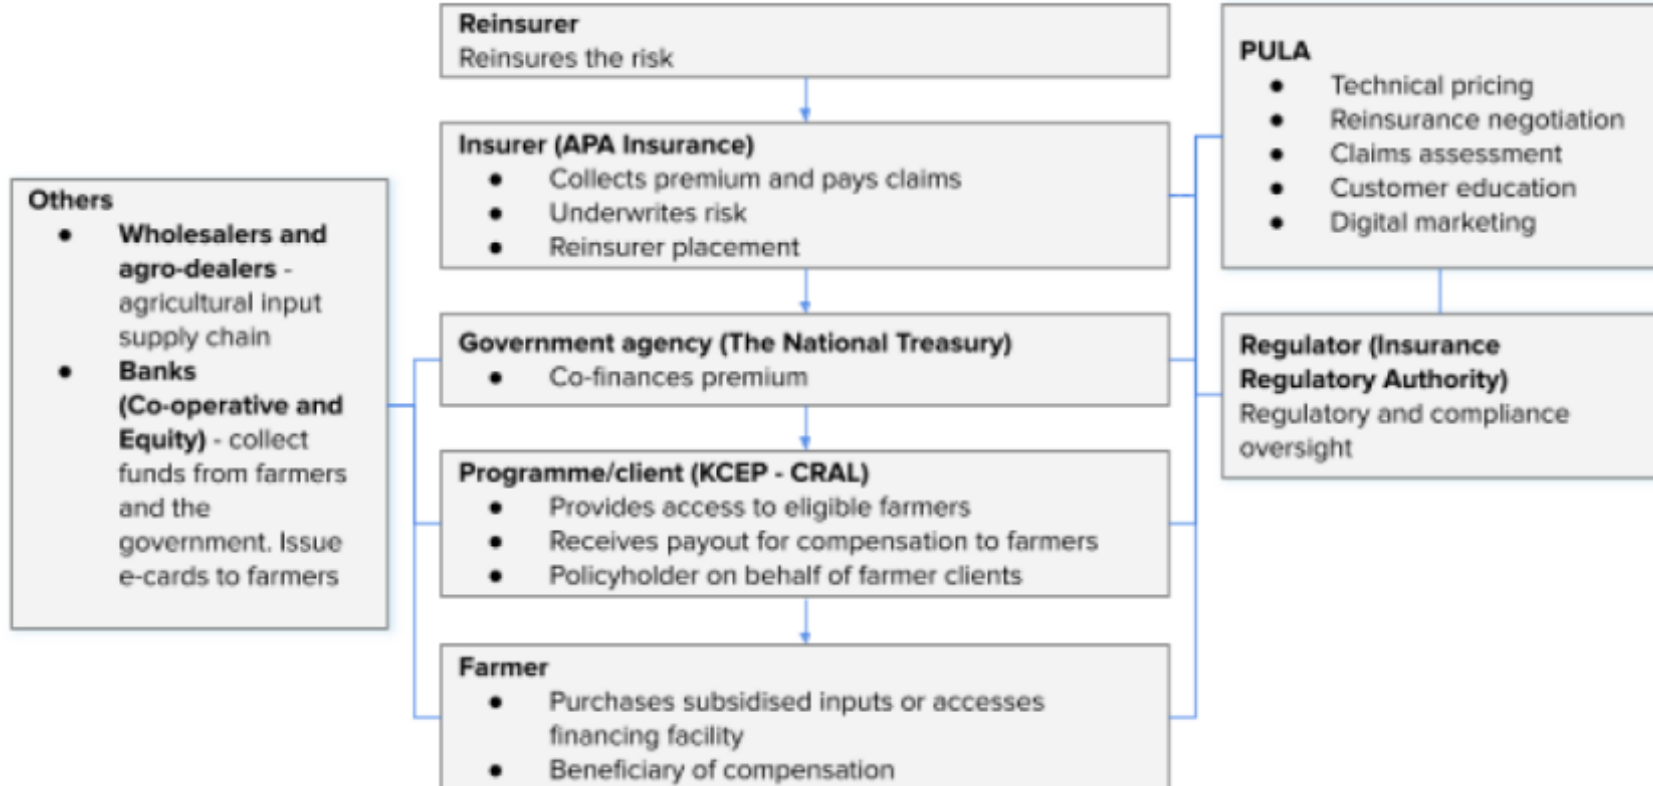 Reinsurer
Reinsures the risk
Insurer (APA Insurance)
● Collects premium and pays claims
● Underwrites risk
● Reinsurer placement
Government agency (The National Treasury)
● Co-finances premium
Programme/client (KCEP - CRAL)
● Provides access to eligible farmers
● Receives payout for compensation to farmers
● Policyholder on behalf of farmer clients
Farmer
● Purchases subsidised inputs or accesses
financing facility
● Beneficiary of compensation
Others
● Wholesalers and
agro-dealers -
agricultural input
supply chain
● Banks
(Co-operative and
Equity) - collect
funds from farmers
and the
government. Issue
e-cards to farmers
PULA
● Technical pricing
● Reinsurance negotiation
● Claims assessment
● Customer education
● Digital marketing
Regulator (Insurance
Regulatory Authority)
Regulatory and compliance
oversight